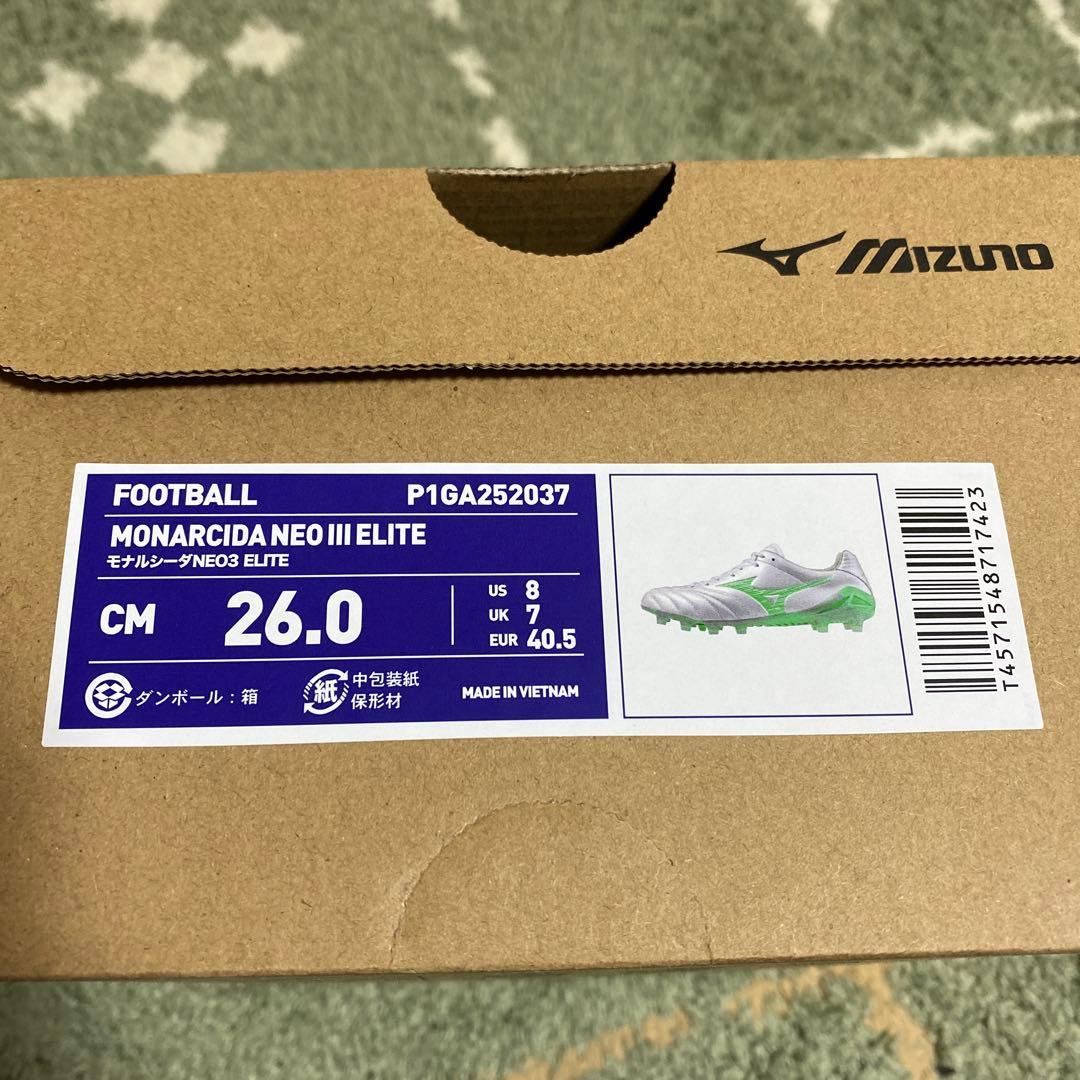 MIZUNO
FOOTBALL P1GA252037
MONARCIDA NEO III ELITE
モナルシーダNEO3 ELITE
CM 26.0
US 8
UK 7
EUR 40.5
ダンボール：箱
紙 中包装紙
保形材
MADE IN VIETNAM
T4571548717423